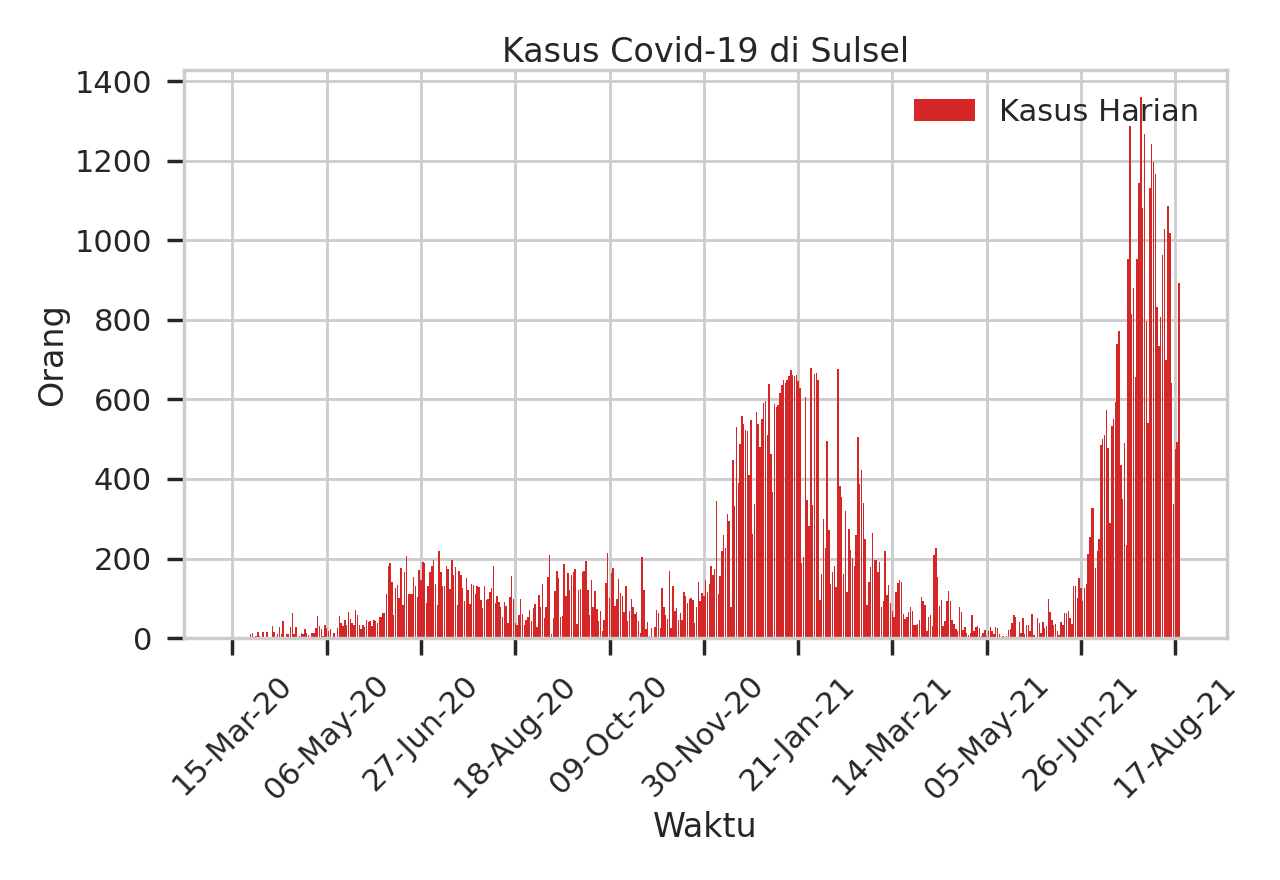 Kasus Covid-19 di Sulsel
Kasus Harian
Orang
1400
1200
1000
800
600
400
200
0
15-Mar-20
06-May-20
27-Jun-20
18-Aug-20
09-Oct-20
30-Nov-20
21-Jan-21
14-Mar-21
05-May-21
26-Jun-21
17-Aug-21
Waktu